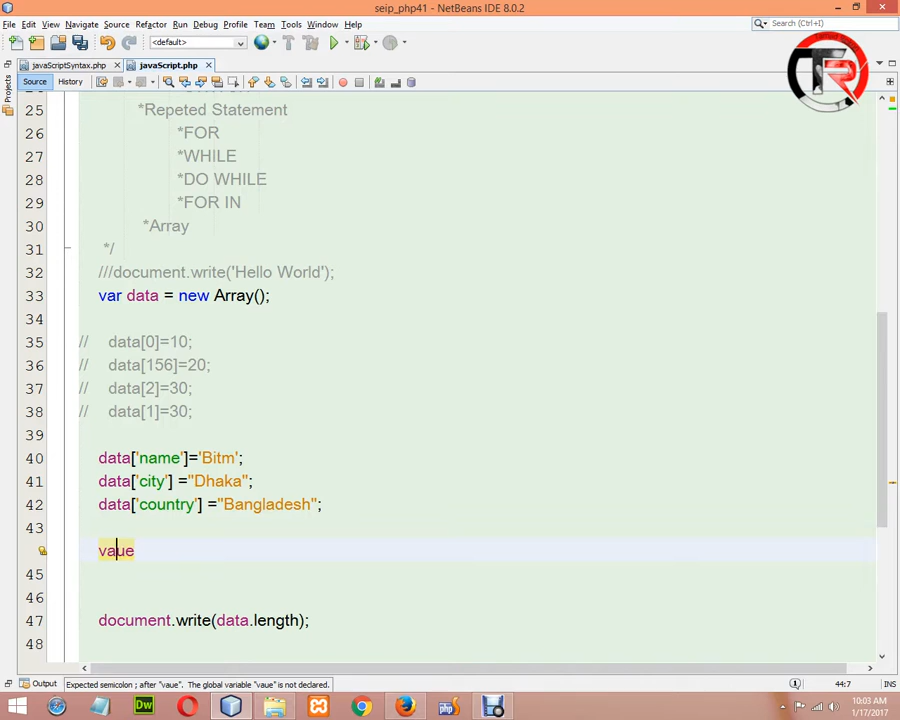 seip_php41 - NetBeans IDE 8.0.2
File Edit View Navigate Source Refactor Run Debug Profile Team Tools Window Help
Search (Ctrl+I)
<default>
javaScriptSyntax.php javaScript.php
Source History
Projects
25 *Repeted Statement
26 *FOR
27 *WHILE
28 *DO WHILE
29 *FOR IN
30 *Array
31 */
32 ///document.write('Hello World');
33 var data = new Array();
34
35 // data[0]=10;
36 // data[156]=20;
37 // data[2]=30;
38 // data[1]=30;
39
40 data['name']='Bitm';
41 data['city'] ="Dhaka";
42 data['country'] ="Bangladesh";
43
vaue
45
46
47 document.write(data.length);
48
Output Expected semicolon ; after "vaue". The global variable "vaue" is not declared. 1 44:7 INS
Dw
10:03 AM
1/17/2017